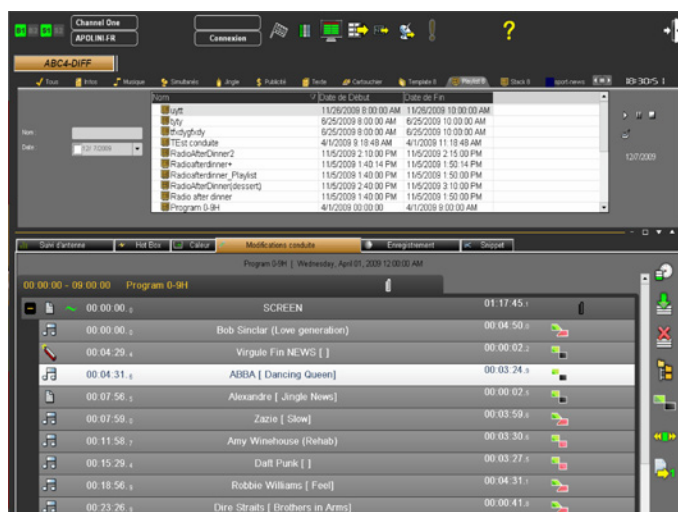 Channel One
APOLINI-FR
Connexion
ABC4-DIFF
Tous Infos Musique Simultanés Jingle Publicité Texte Cartouchier Template B Playlist B Stack B sport-news
18:30:5
Nom Date de Début Date de Fin
uytt 11/26/2009 8:00:00 AM 11/26/2009 10:00:00 AM
tyty 6/25/2009 8:00:00 AM 6/25/2009 10:00:00 AM
tfxdygfxdy 6/25/2009 8:00:00 AM 6/25/2009 10:00:00 AM
TEst conduite 4/1/2009 9:18:48 AM 4/1/2009 11:18:48 AM
RadioAfterDinner2 11/5/2009 2:10:00 PM 11/5/2009 2:15:00 PM
Radioafterdinner+ 11/5/2009 1:40:14 PM 11/5/2009 1:50:14 PM
Radioafterdinner_Playlist 11/5/2009 1:40:00 PM 11/5/2009 1:50:00 PM
RadioAfterDinner(dessert) 11/5/2009 2:40:00 PM 11/5/2009 3:10:00 PM
Radio after dinner 11/5/2009 1:40:00 PM 11/5/2009 1:50:00 PM
Program 0-9H 4/1/2009 00:00:00 4/1/2009 9:00:00 AM
Nom :
Date : 12/ 7/2009
12/7/2009
Suivi d'antenne Hot Box Caleur Modifications conduite Enregistrement Snippet
Program 0-9H | Wednesday, April 01, 2009 12:00:00 AM
00:00:00 - 09:00:00 Program 0-9H
00:00:00 SCREEN 01:17:45
00:00:00 Bob Sinclar (Love generation) 00:04:50
00:04:29 Virgule Fin NEWS [ ] 00:00:02
00:04:31 ABBA [ Dancing Queen] 00:03:24
00:07:56 Alexandre [ Jingle News] 00:00:02
00:07:59 Zazie [ Slow] 00:03:59
00:11:58 Amy Winehouse (Rehab) 00:03:30
00:15:29 Daft Punk [ ] 00:03:27
00:18:56 Robbie Williams [ Feel] 00:04:31
00:23:26 Dire Straits [ Brothers in Arms] 00:00:41